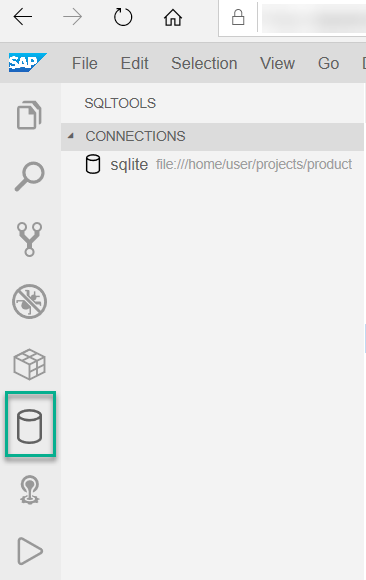 SAP File Edit Selection View Go
SQLTOOLS
CONNECTIONS
sqlite file:///home/user/projects/product